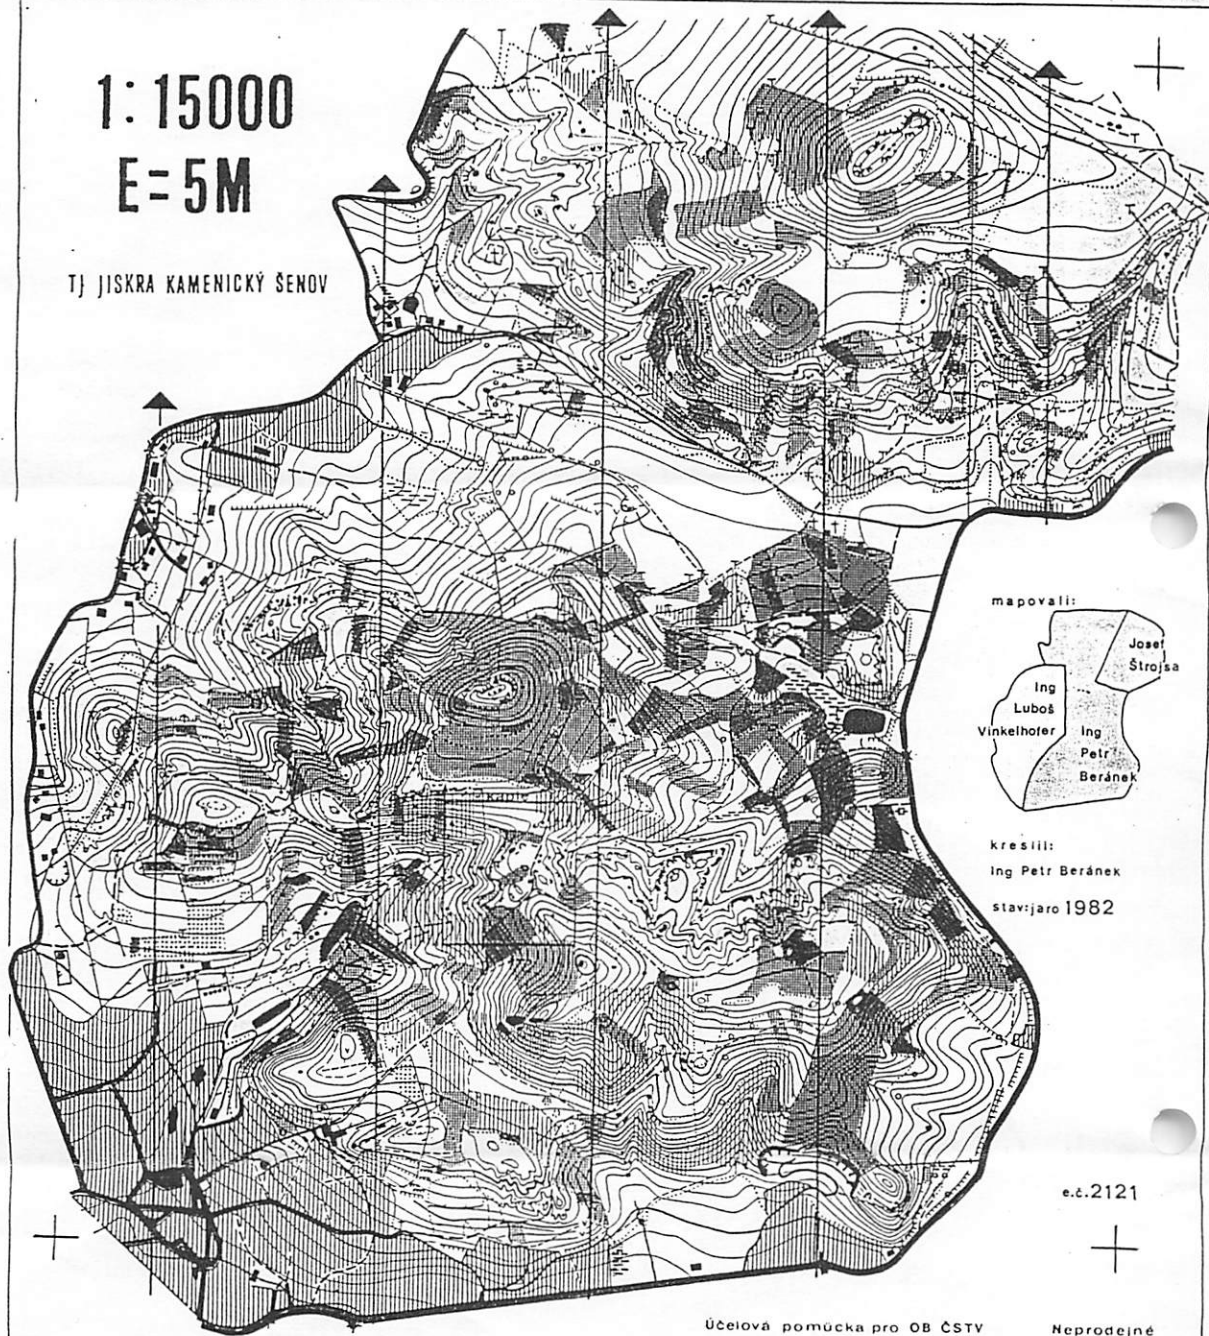 1:15000
E=5M
TJ JISKRA KAMENICKÝ ŠENOV
mapovali:
Josef
Štrojsa
Ing
Luboš
Vinkelhofer
Ing
Petr
Beránek
kreslil:
Ing Petr Beránek
stav:jaro 1982
e.č.2121
Účelová pomůcka pro OB ČSTV
Neprodejné